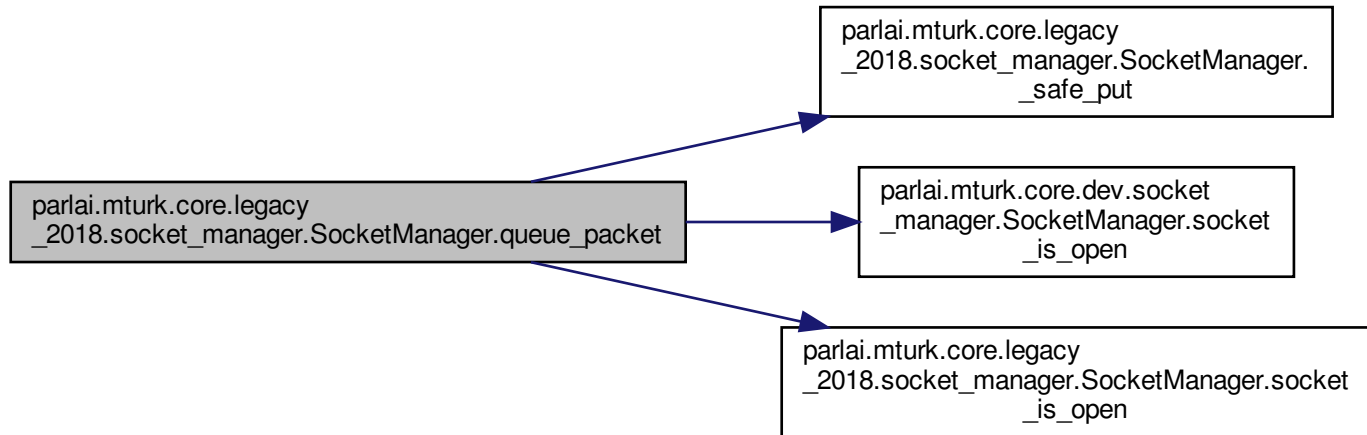 parlai.mturk.core.legacy
_2018.socket_manager.SocketManager.queue_packet
parlai.mturk.core.legacy
_2018.socket_manager.SocketManager.
_safe_put
parlai.mturk.core.dev.socket
_manager.SocketManager.socket
_is_open
parlai.mturk.core.legacy
_2018.socket_manager.SocketManager.socket
_is_open